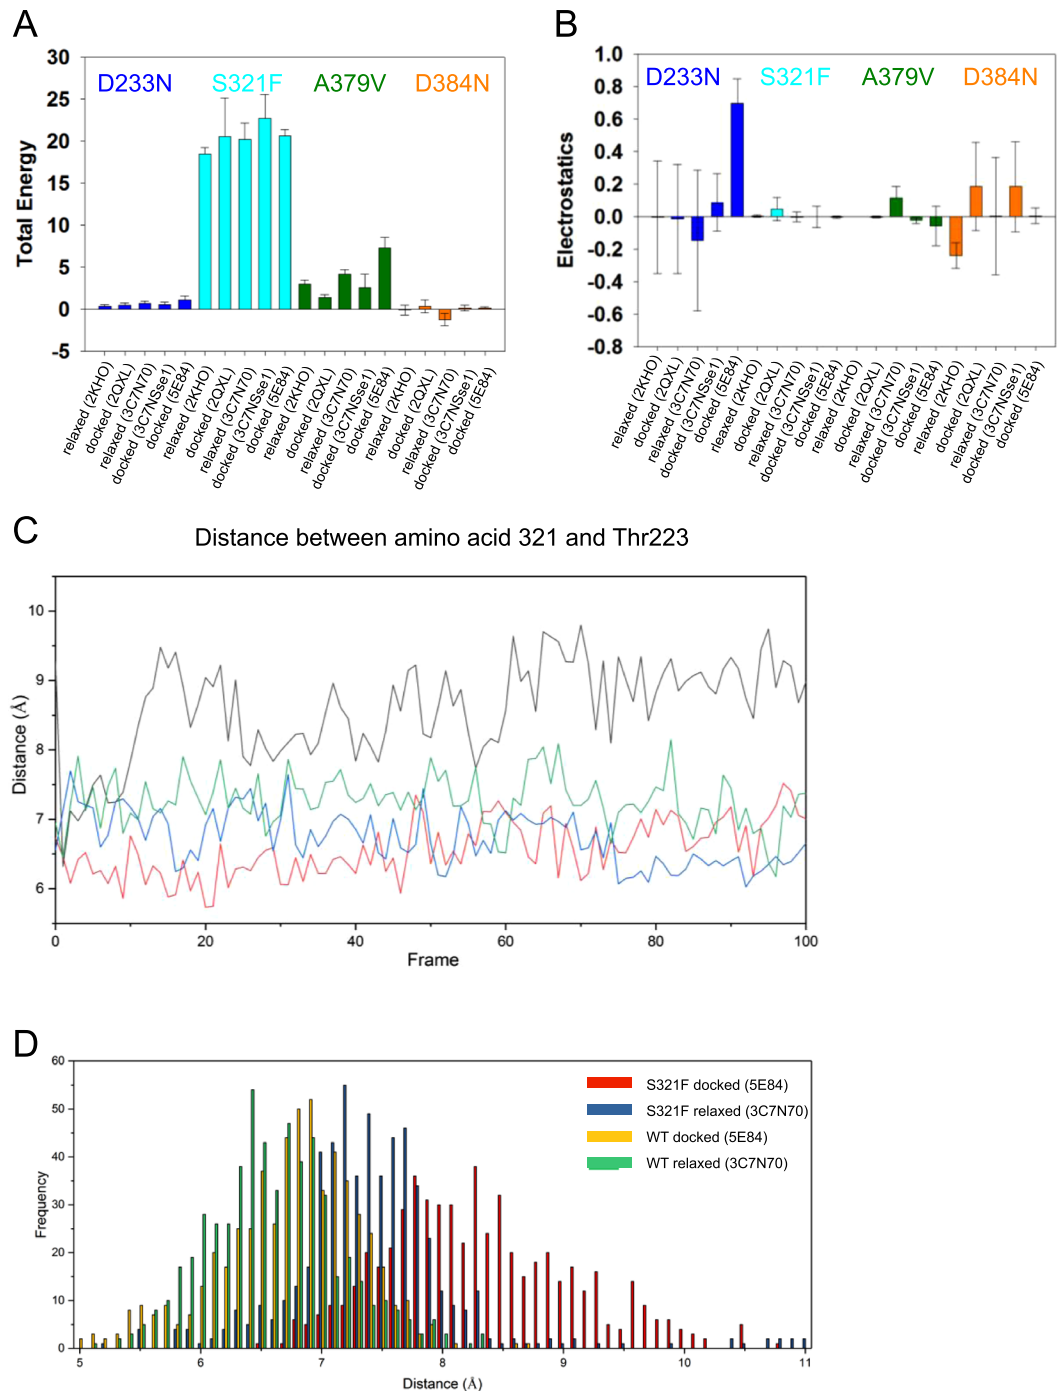 A
30
25
20
15
10
5
0
-5
Total Energy
D233N
S321F
A379V
D384N
relaxed (2KHO)
docked (2QXL)
relaxed (3C7N70)
docked (3C7NSse1)
docked (5E84)
relaxed (2KHO)
docked (2QXL)
relaxed (3C7N70)
docked (3C7NSse1)
docked (5E84)
relaxed (2KHO)
docked (2QXL)
relaxed (3C7N70)
docked (3C7NSse1)
docked (5E84)
relaxed (2KHO)
docked (2QXL)
relaxed (3C7N70)
docked (3C7NSse1)
docked (5E84)
B
1.0
0.8
0.6
0.4
0.2
0.0
-0.2
-0.4
-0.6
-0.8
Electrostatics
D233N
S321F
A379V
D384N
relaxed (2KHO)
docked (2QXL)
relaxed (3C7N70)
docked (3C7NSse1)
docked (5E84)
rleaxed (2KHO)
docked (2QXL)
relaxed (3C7N70)
docked (3C7NSse1)
docked (5E84)
relaxed (2KHO)
docked (2QXL)
relaxed (3C7N70)
docked (3C7NSse1)
docked (5E84)
relaxed (2KHO)
docked (2QXL)
relaxed (3C7N70)
docked (3C7NSse1)
docked (5E84)
C
Distance between amino acid 321 and Thr223
10
9
8
7
6
Distance (Å)
0
20
40
60
80
100
Frame
D
60
50
40
30
20
10
0
Frequency
S321F docked (5E84)
S321F relaxed (3C7N70)
WT docked (5E84)
WT relaxed (3C7N70)
5
6
7
8
9
10
11
Distance (Å)